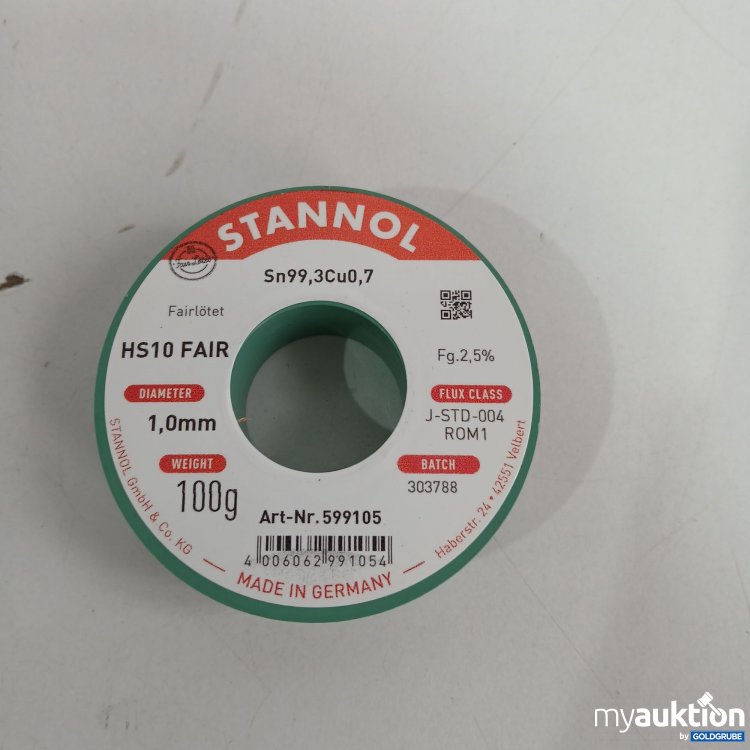 STANNOL
Sn99,3Cu0,7
Fairlötet
HS10 FAIR
Fg.2,5%
DIAMETER
1,0mm
FLUX CLASS
J-STD-004
ROM1
WEIGHT
100g
BATCH
303788
Art-Nr. 599105
4 006062 991054
MADE IN GERMANY
STANNOL GmbH & Co. KG
Haberstr. 24 • 42551 Velbert
myauktion
by GOLDGRUBE